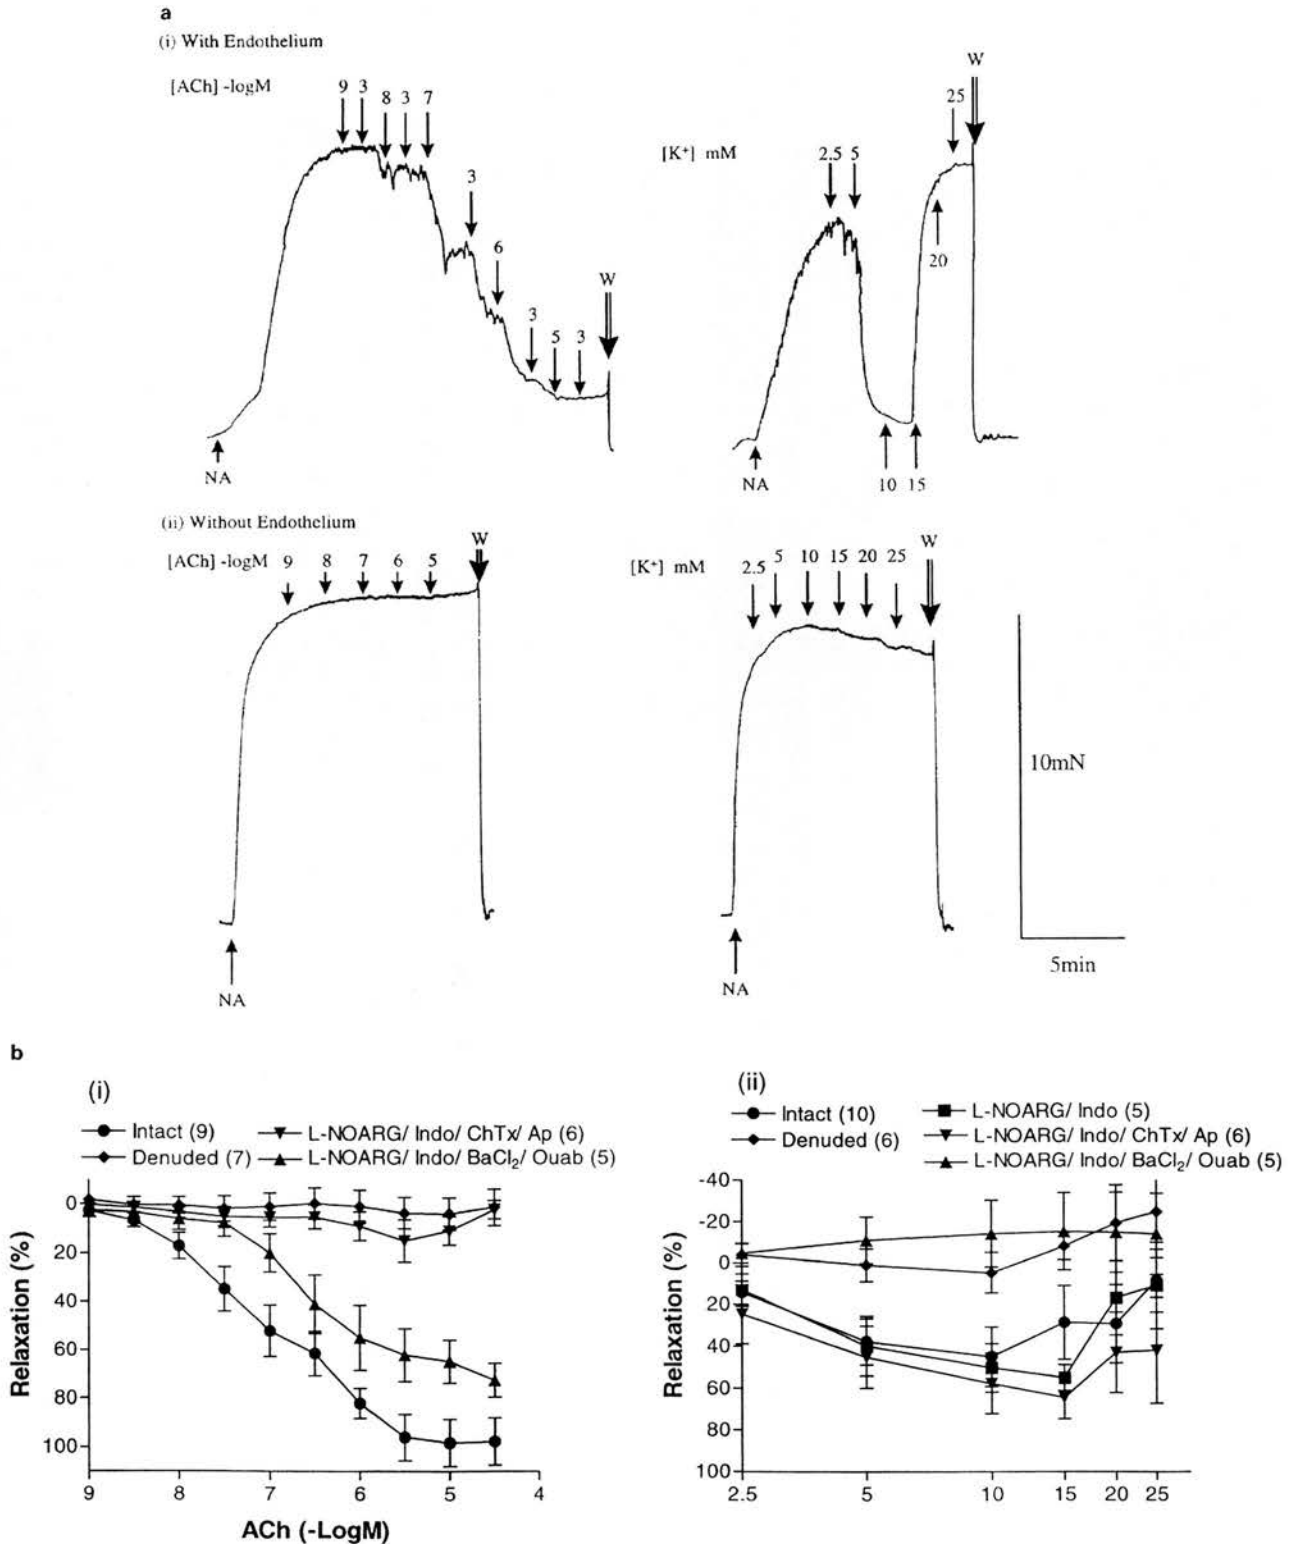 a
(i) With Endothelium
[ACh] -logM
9 3 8 3 7
3
6
3
5 3
W
NA
[K⁺] mM
2.5 5
25
W
20
10 15
NA
(ii) Without Endothelium
[ACh] -logM
9 8 7 6 5
W
NA
[K⁺] mM
2.5 5 10 15 20 25
W
NA
10mN
5min
b
(i)
Intact (9)
Denuded (7)
L-NOARG/ Indo/ ChTx/ Ap (6)
L-NOARG/ Indo/ BaCl₂/ Ouab (5)
Relaxation (%)
0
20
40
60
80
100
9 8 7 6 5 4
ACh (-LogM)
(ii)
Intact (10)
Denuded (6)
L-NOARG/ Indo (5)
L-NOARG/ Indo/ ChTx/ Ap (6)
L-NOARG/ Indo/ BaCl₂/ Ouab (5)
Relaxation (%)
-40
-20
0
20
40
60
80
100
2.5 5 10 15 20 25